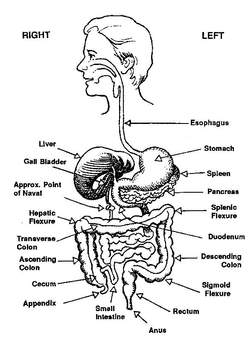 RIGHT
LEFT
Esophagus
Liver
Stomach
Gall Bladder
Spleen
Approx. Point
of Naval
Pancreas
Hepatic
Flexure
Splenic
Flexure
Transverse
Colon
Duodenum
Ascending
Colon
Descending
Colon
Cecum
Sigmoid
Flexure
Appendix
Small
Intestine
Rectum
Anus